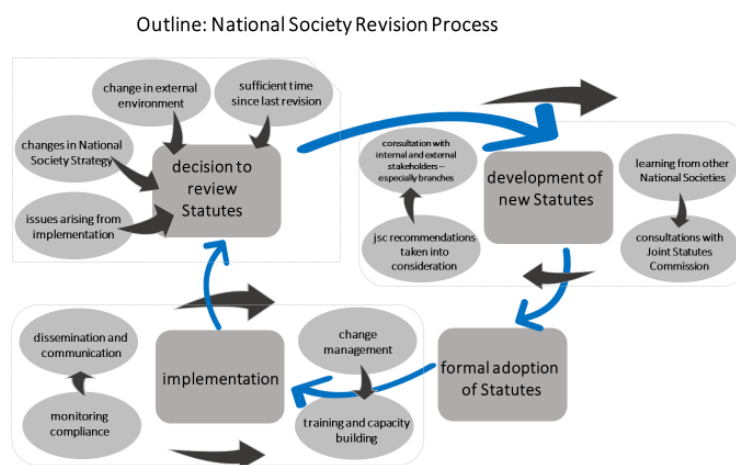 Outline: National Society Revision Process
change in external
environment
sufficient time
since last revision
changes in National
Society Strategy
decision to
review
Statutes
issues arising from
implementation
consultation with
internal and external
stakeholders –
especially branches
development of
new Statutes
learning from other
National Societies
jsc recommendations
taken into
consideration
consultations with
Joint Statutes
Commission
dissemination and
communication
implementation
change
management
formal adoption
of Statutes
monitoring
compliance
training and capacity
building